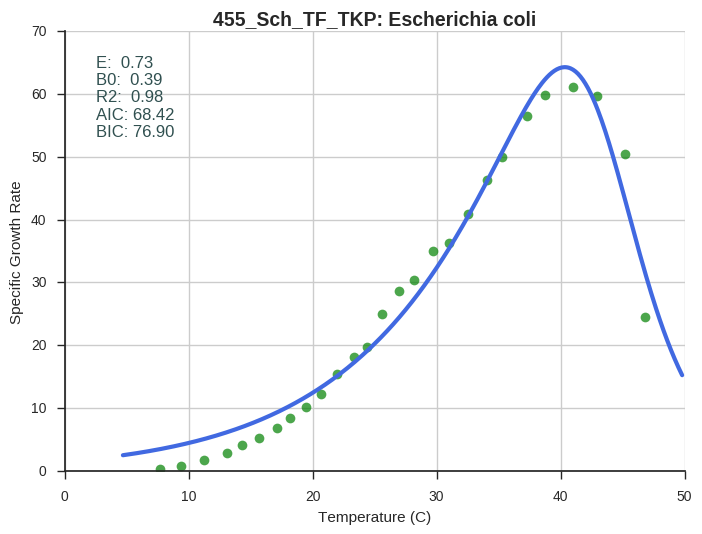 455_Sch_TF_TKP: Escherichia coli
70
60
50
40
30
20
10
0
E: 0.73
B0: 0.39
R2: 0.98
AIC: 68.42
BIC: 76.90
Specific Growth Rate
0 10 20 30 40 50
Temperature (C)